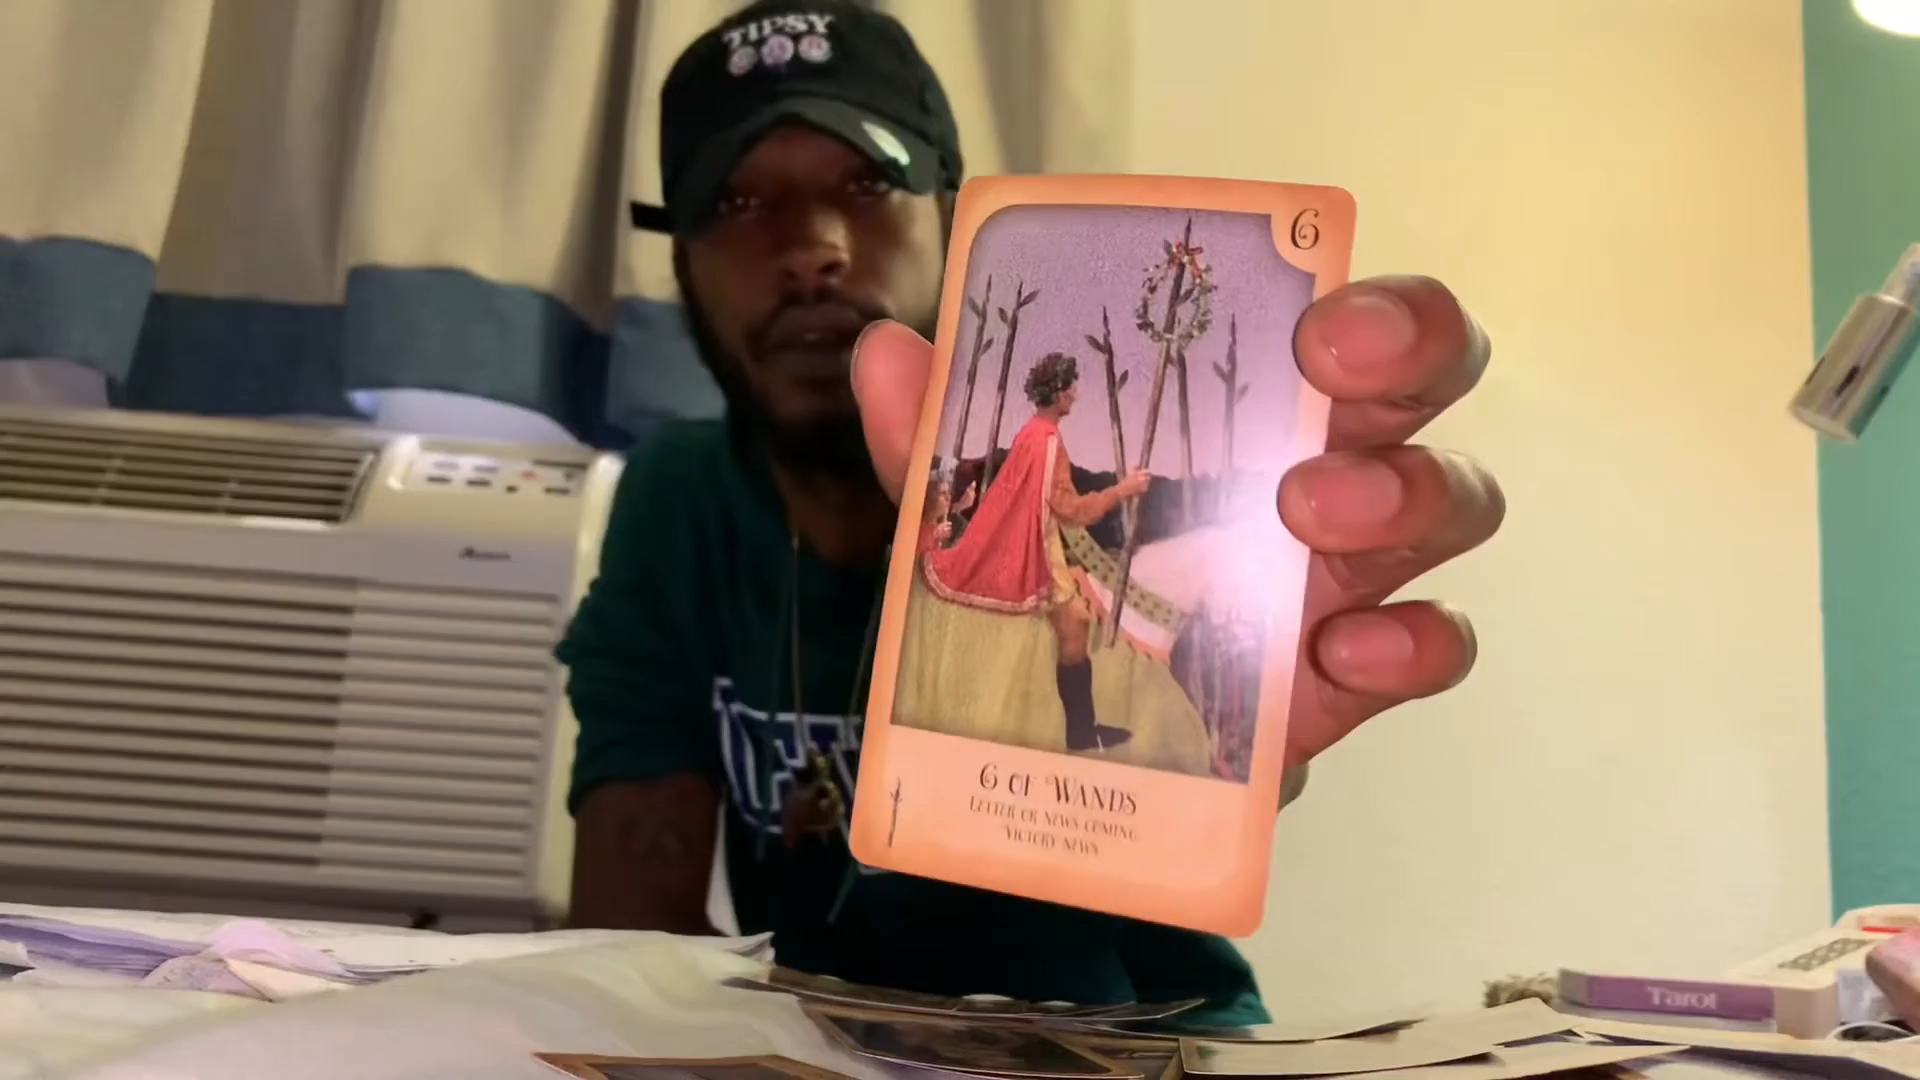 TIPSY
6
6 OF WANDS
LETTER OR NEWS COMING
VICTORY NEWS
Tarot